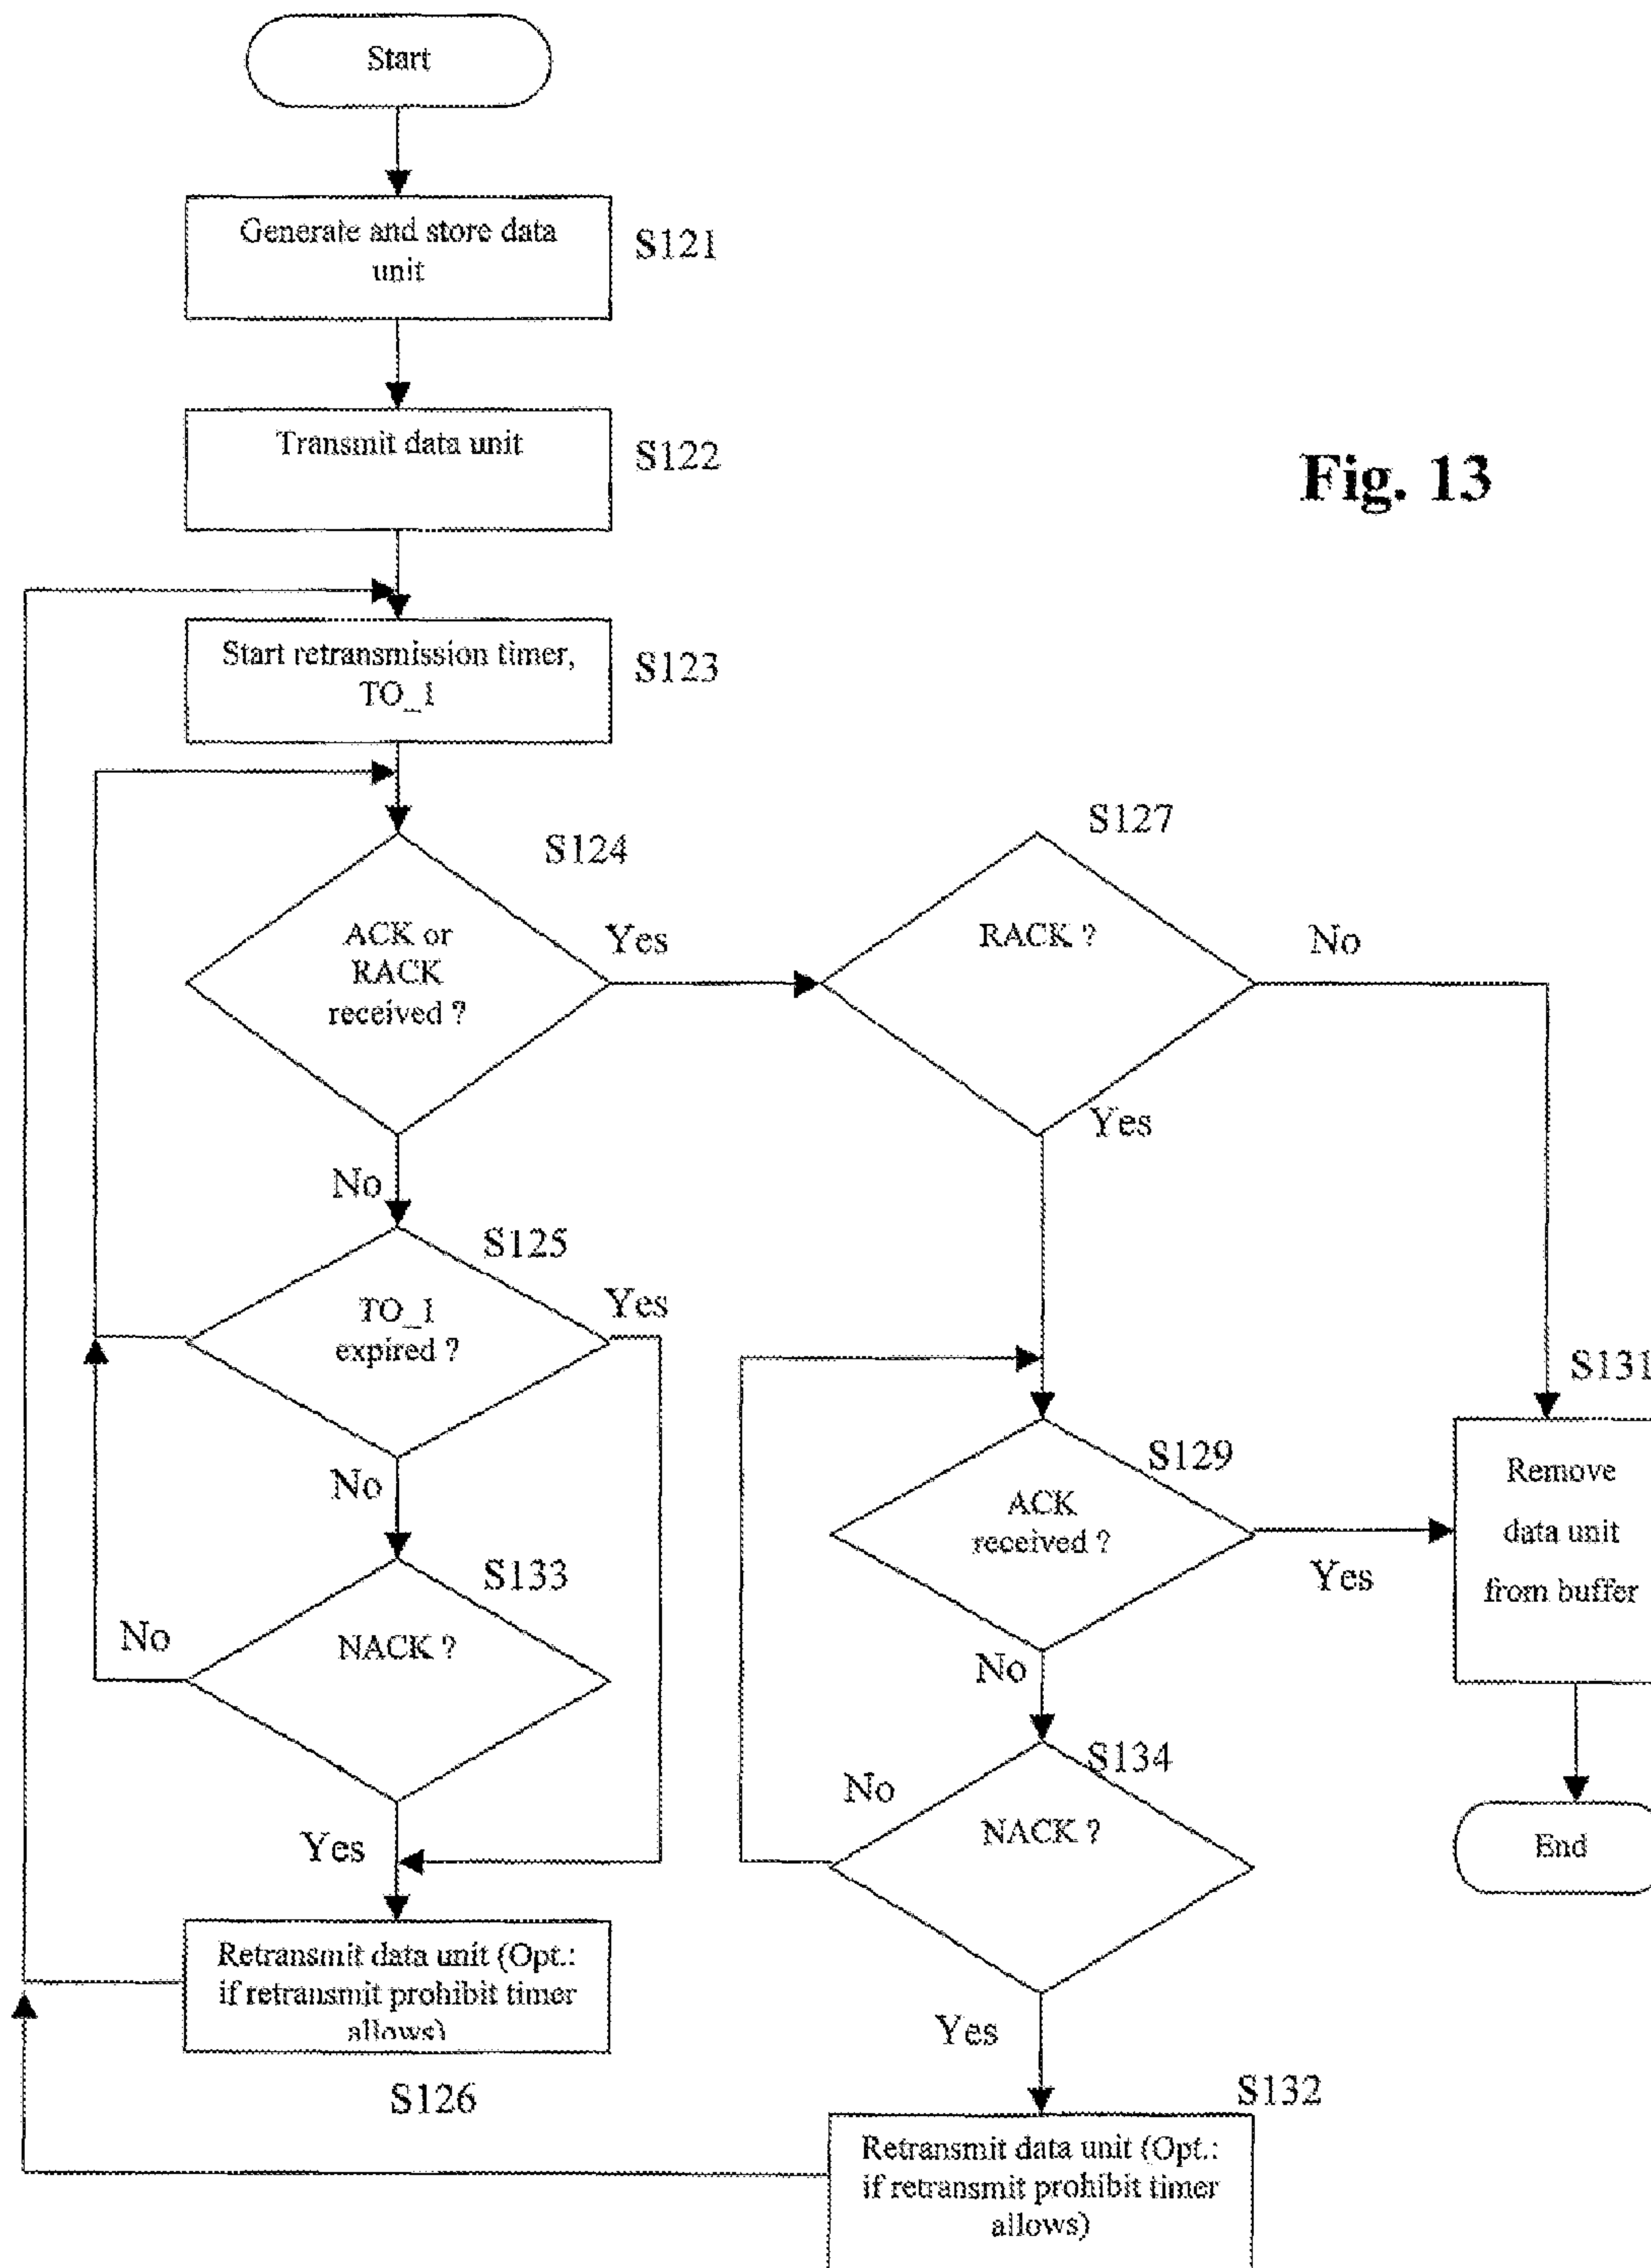 Start
Generate and store data
unit
S121
Transmit data unit
S122
Fig. 13
Start retransmission timer,
TO_1
S123
S124
ACK or
RACK
received ?
Yes
S127
RACK ?
No
Yes
No
S125
TO_1
expired ?
Yes
No
S133
NACK ?
No
Yes
Retransmit data unit (Opt.:
if retransmit prohibit timer
allows)
S126
S129
ACK
received ?
Yes
No
S134
NACK ?
No
Yes
S132
Retransmit data unit (Opt.:
if retransmit prohibit timer
allows)
S131
Remove
data unit
from buffer
End